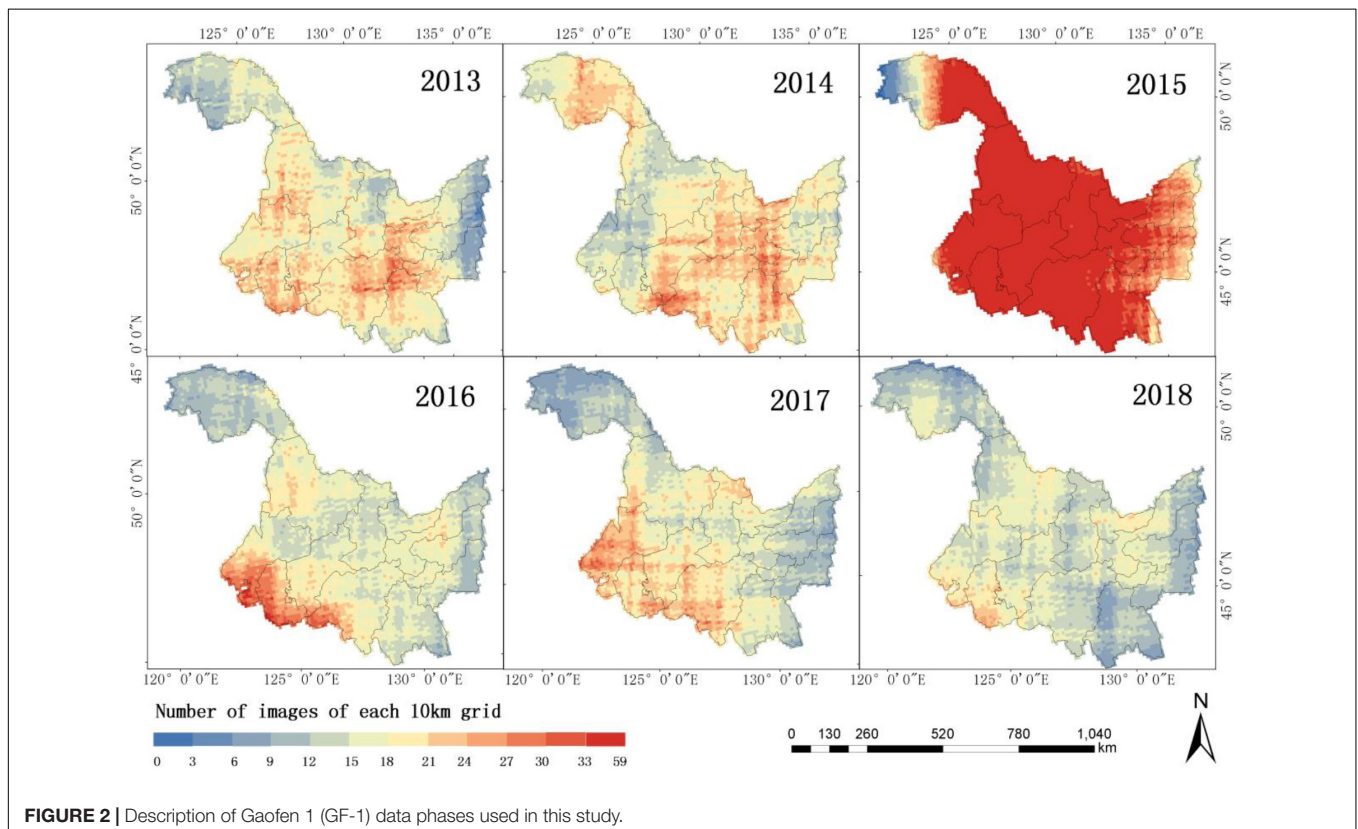 125° 0′0″E 130° 0′0″E 135° 0′0″E 125° 0′0″E 135° 0′0″E 125° 0′0″E 130° 0′0″E 135° 0′0″E
2013
2014
2015
50° 0′0″N
0′0″N
50° 0′0″N
45° 0′0″N
45°
2016
2017
2018
50° 0′0″N
50° 0′0″N
45° 0′0″N
120° 0′0″E 125° 0′0″E 130° 0′0″E 120° 0′0″E 125° 0′0″E 130° 0′0″E 120° 0′0″E 125° 0′0″E 130° 0′0″E
Number of images of each 10km grid
0 3 6 9 12 15 18 21 24 27 30 33 59
0 130 260 520 780 1,040
km
N
FIGURE 2 | Description of Gaofen 1 (GF-1) data phases used in this study.